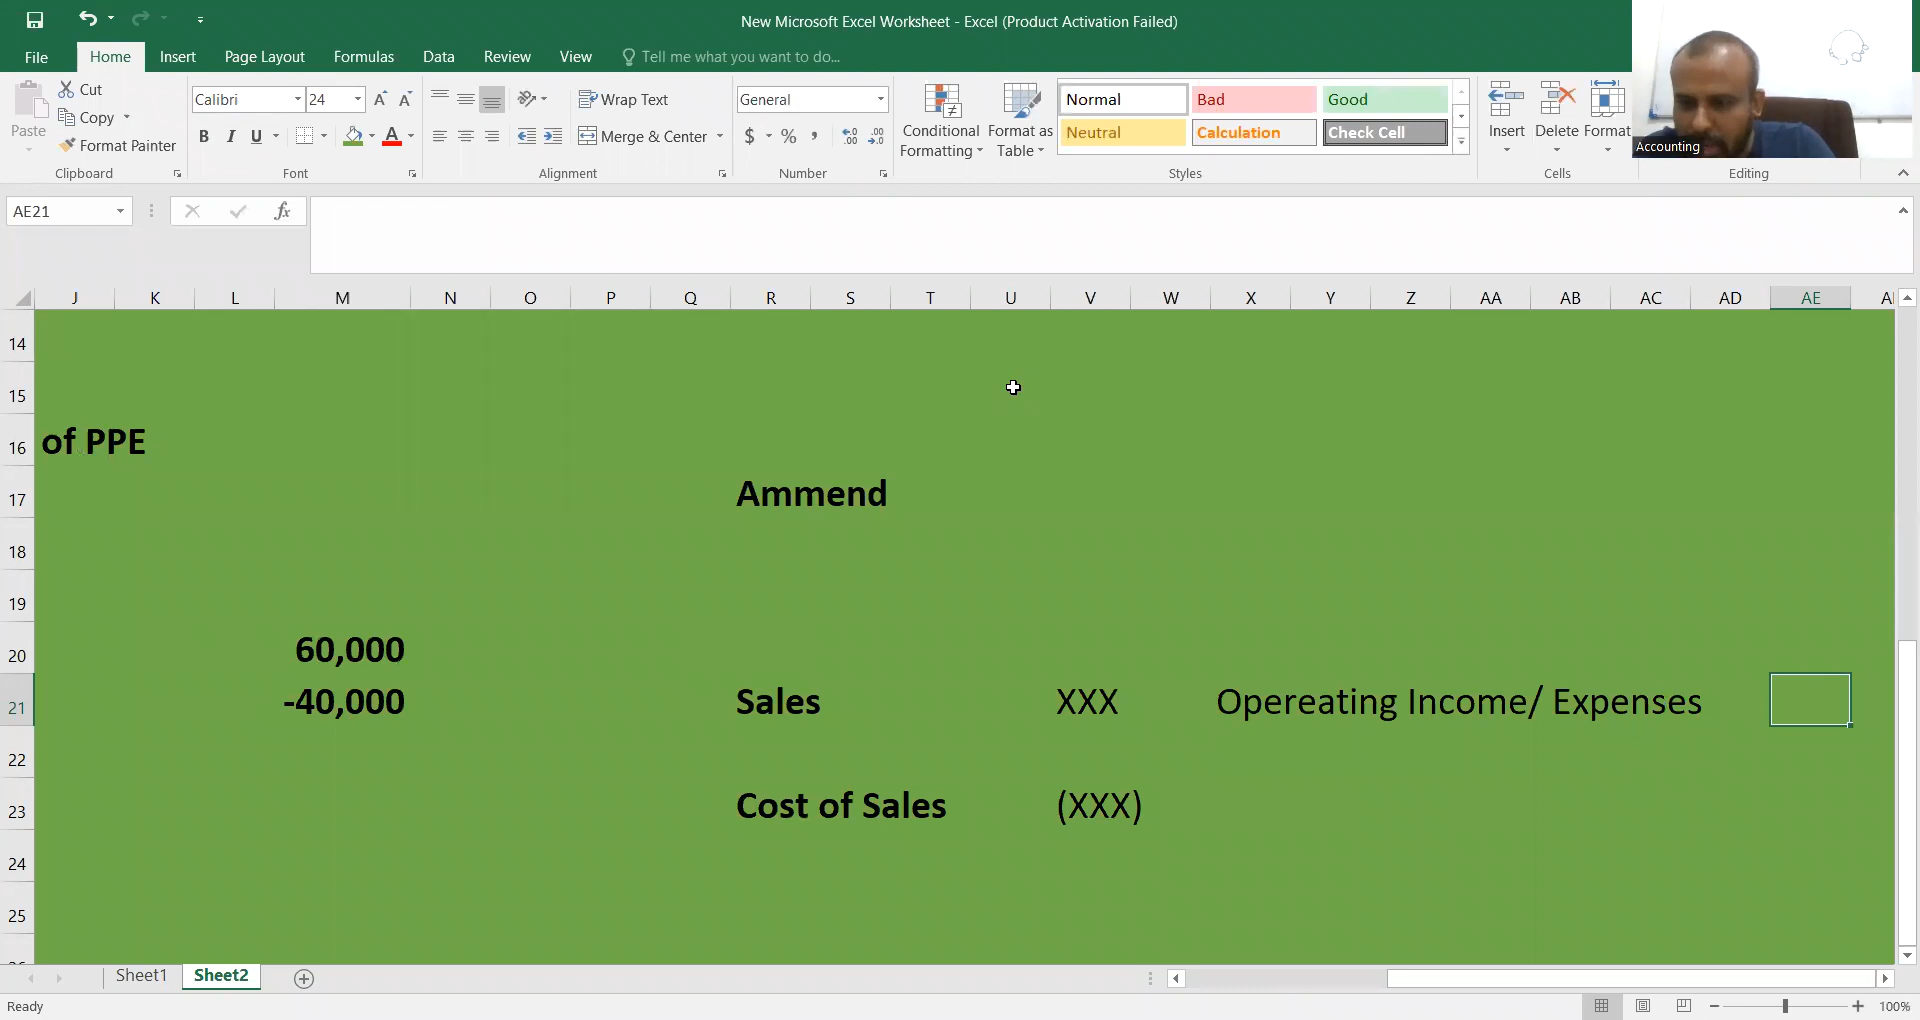 New Microsoft Excel Worksheet - Excel (Product Activation Failed)
File Home Insert Page Layout Formulas Data Review View Tell me what you want to do...
Paste
Cut
Copy
Format Painter
Clipboard
Calibri 24 A A
B I U A
Font
Wrap Text
Merge & Center
Alignment
General
$ % , .0 .00
Number
Conditional Formatting
Format as Table
Normal Bad Good
Neutral Calculation Check Cell
Styles
Insert Delete Format
Cells
Editing
Accounting
AE21 fx
J K L M N O P Q R S T U V W X Y Z AA AB AC AD AE
14
15
16 of PPE
17 Ammend
18
19
20 60,000
21 -40,000 Sales XXX Opereating Income/ Expenses
22
23 Cost of Sales (XXX)
24
25
Sheet1 Sheet2
Ready 100%